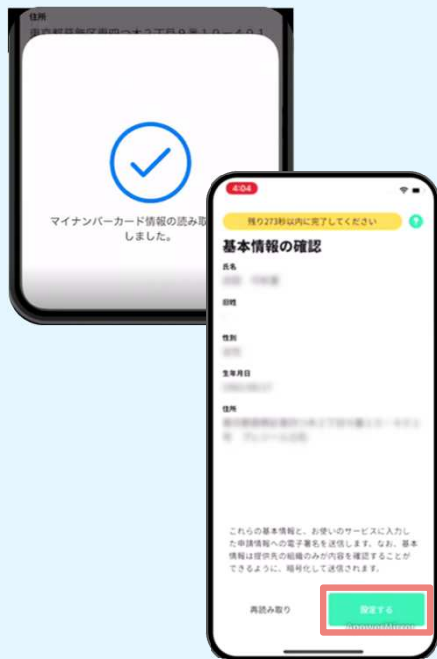 住所
マイナンバーカード情報の読み取
しました。
4:04
残り273秒以内に完了してください
?
基本情報の確認
氏名
旧姓
性別
生年月日
住所
これらの基本情報と、お使いのサービスに入力し
た申請情報への電子署名を送信します。なお、基本
情報は提供先の組織のみが内容を確認することが
できるように、暗号化して送信されます。
再読み取り
設定する